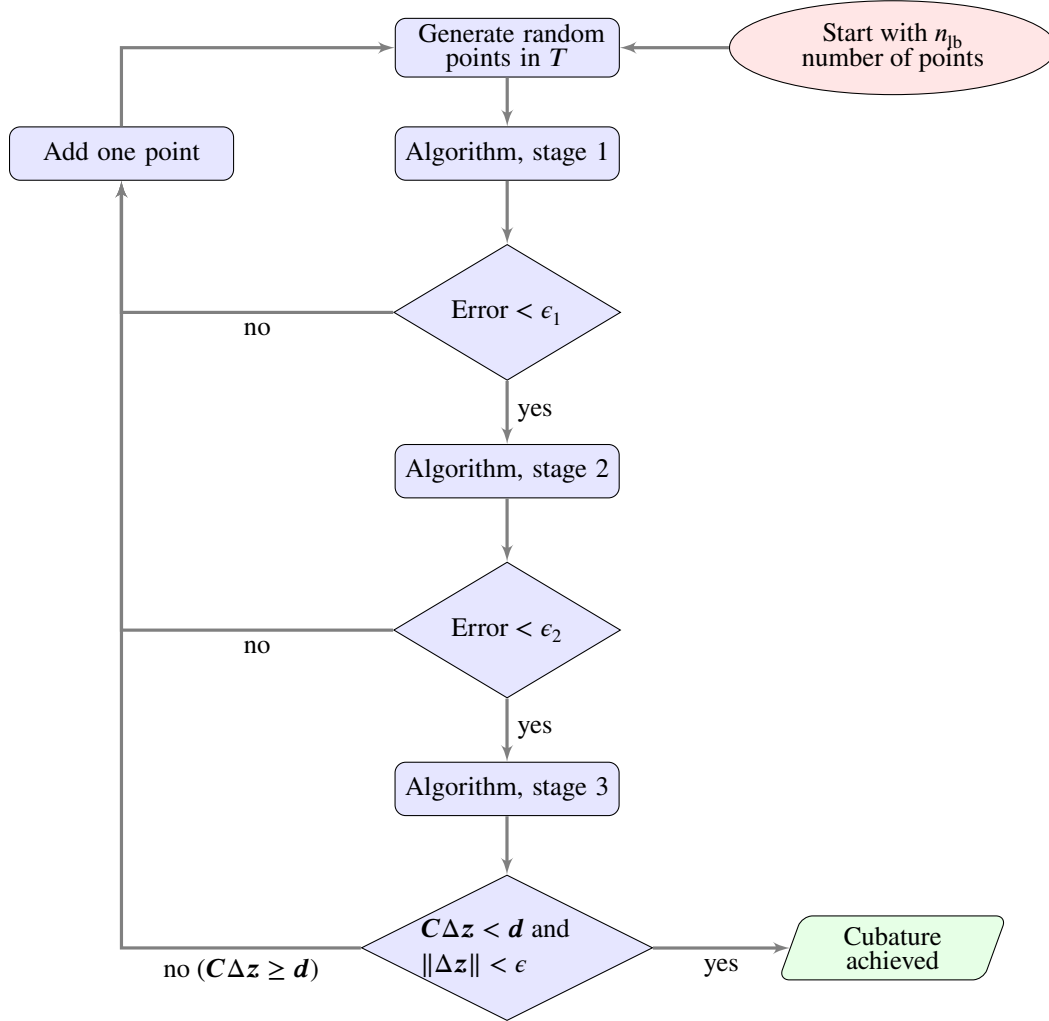 Generate random
points in T
Start with n_lb
number of points
Add one point
Algorithm, stage 1
Error < ϵ₁
no
yes
Algorithm, stage 2
Error < ϵ₂
no
yes
Algorithm, stage 3
CΔz < d and
‖Δz‖ < ϵ
no (CΔz ≥ d)
yes
Cubature
achieved